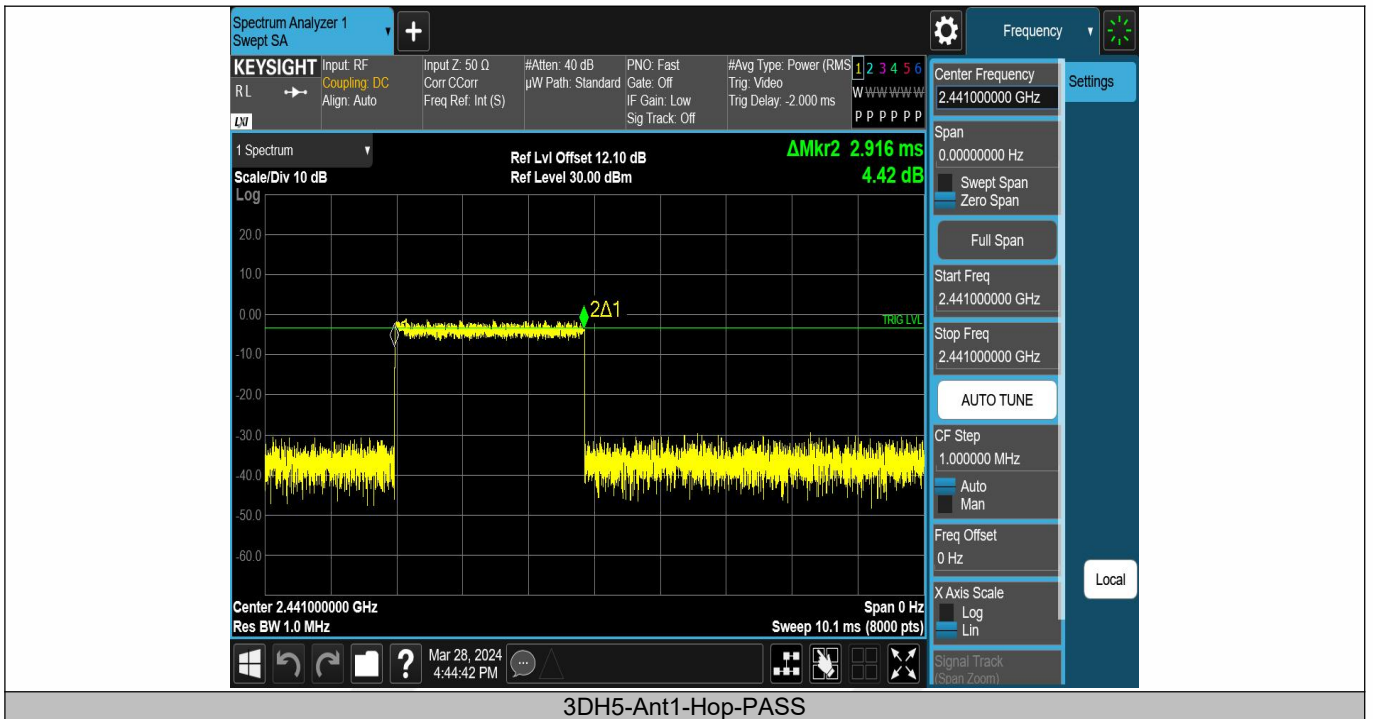 Spectrum Analyzer 1
Swept SA
+
Frequency
KEYSIGHT
RL
LXI
Input: RF
Coupling: DC
Align: Auto
Input Z: 50 Ω
Corr CCorr
Freq Ref: Int (S)
#Atten: 40 dB
µW Path: Standard
PNO: Fast
Gate: Off
IF Gain: Low
Sig Track: Off
#Avg Type: Power (RMS
Trig: Video
Trig Delay: -2.000 ms
1 2 3 4 5 6
W W W W W W
P P P P P P
Center Frequency
2.441000000 GHz
Settings
Span
0.00000000 Hz
Swept Span
Zero Span
Full Span
Start Freq
2.441000000 GHz
Stop Freq
2.441000000 GHz
AUTO TUNE
CF Step
1.000000 MHz
Auto
Man
Freq Offset
0 Hz
X Axis Scale
Log
Lin
Signal Track
(Span Zoom)
Local
1 Spectrum
Scale/Div 10 dB
Ref Lvl Offset 12.10 dB
Ref Level 30.00 dBm
ΔMkr2 2.916 ms
4.42 dB
Log
20.0
10.0
0.00
-10.0
-20.0
-30.0
-40.0
-50.0
-60.0
2Δ1
TRIG LVL
Center 2.441000000 GHz
Res BW 1.0 MHz
Span 0 Hz
Sweep 10.1 ms (8000 pts)
?
Mar 28, 2024
4:44:42 PM
3DH5-Ant1-Hop-PASS